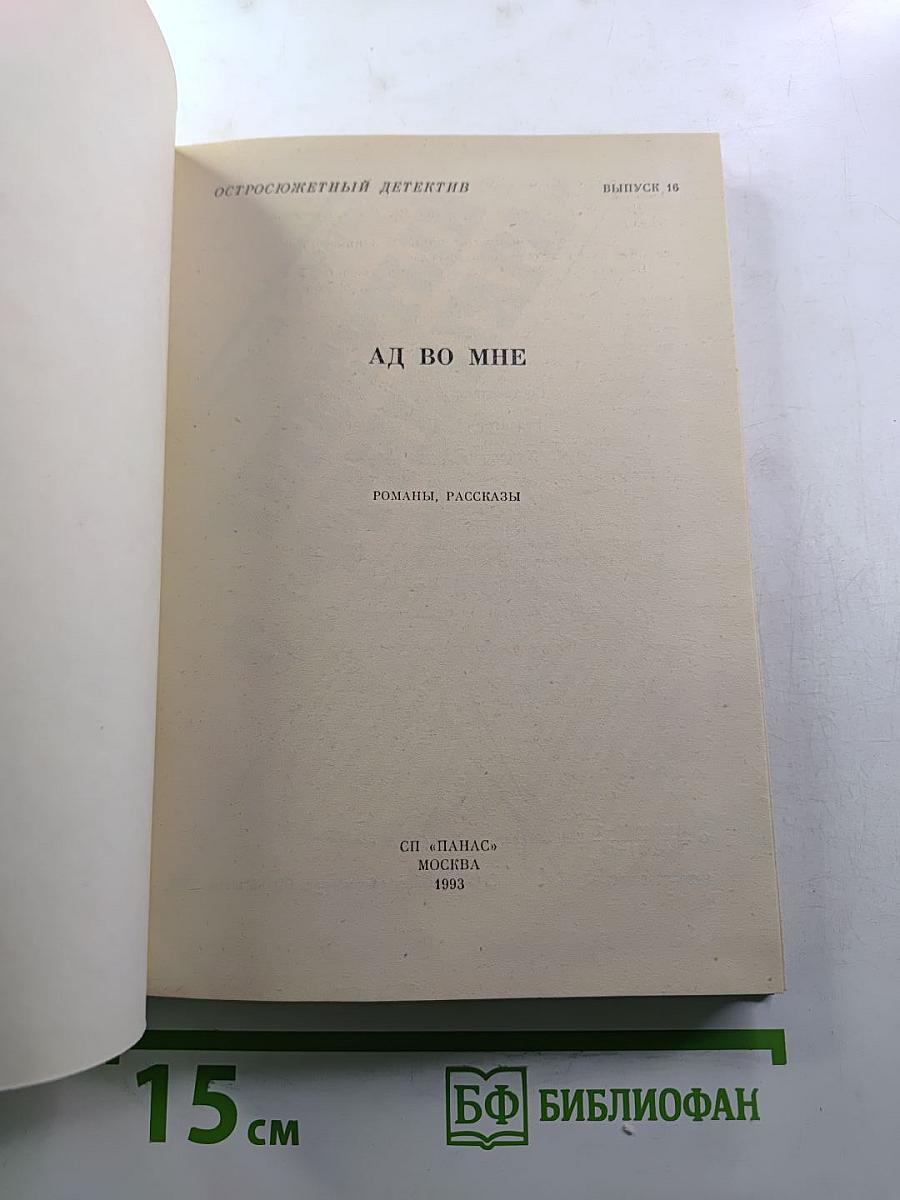 ОСТРОСЮЖЕТНЫЙ ДЕТЕКТИВ ВЫПУСК 16
АД ВО МНЕ
РОМАНЫ, РАССКАЗЫ
СП «ПАНАС»
МОСКВА
1993
15 см
БФ БИБЛИОФАН